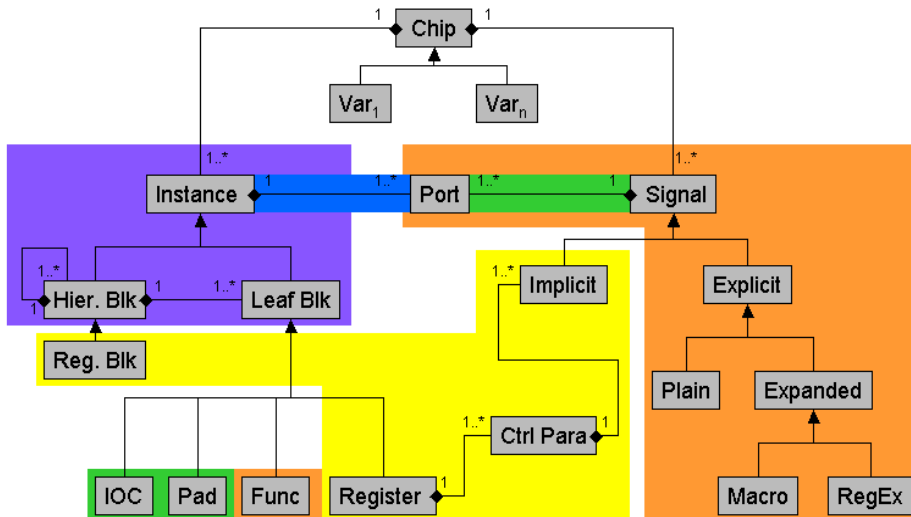 1
Chip
1
Var1
Varn
1..*
1..*
Instance
1
1..*
Port
1..*
1
Signal
1..*
Hier. Blk
1
1
1..*
Leaf Blk
1..*
Implicit
Explicit
Reg. Blk
Plain
Expanded
1..*
Ctrl Para
1
IOC
Pad
Func
Register
1
Macro
RegEx